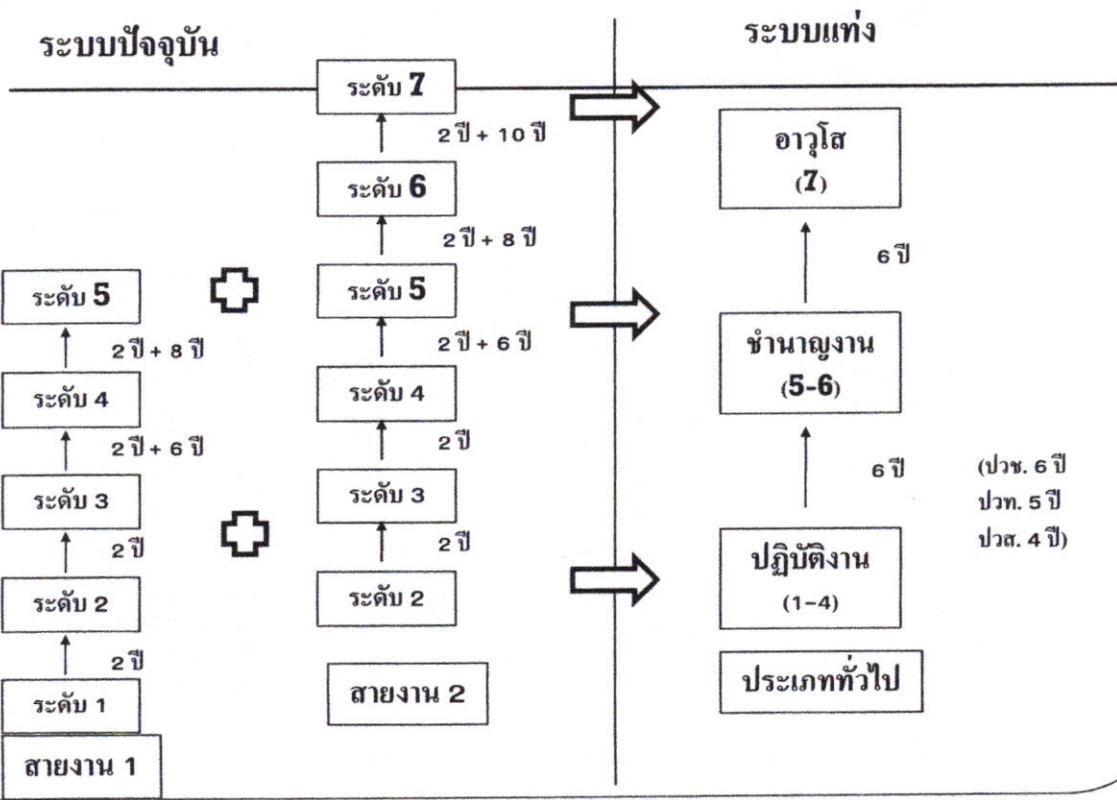 ระบบปัจจุบัน
ระดับ 5
2 ปี + 8 ปี
ระดับ 4
2 ปี + 6 ปี
ระดับ 3
2 ปี
ระดับ 2
2 ปี
ระดับ 1
สายงาน 1
ระดับ 7
2 ปี + 10 ปี
ระดับ 6
2 ปี + 8 ปี
ระดับ 5
2 ปี + 6 ปี
ระดับ 4
2 ปี
ระดับ 3
2 ปี
ระดับ 2
สายงาน 2
ระบบแท่ง
อาวุโส
(7)
6 ปี
ชำนาญงาน
(5-6)
6 ปี
(ปวช. 6 ปี
ปวท. 5 ปี
ปวส. 4 ปี)
ปฏิบัติงาน
(1-4)
ประเภททั่วไป